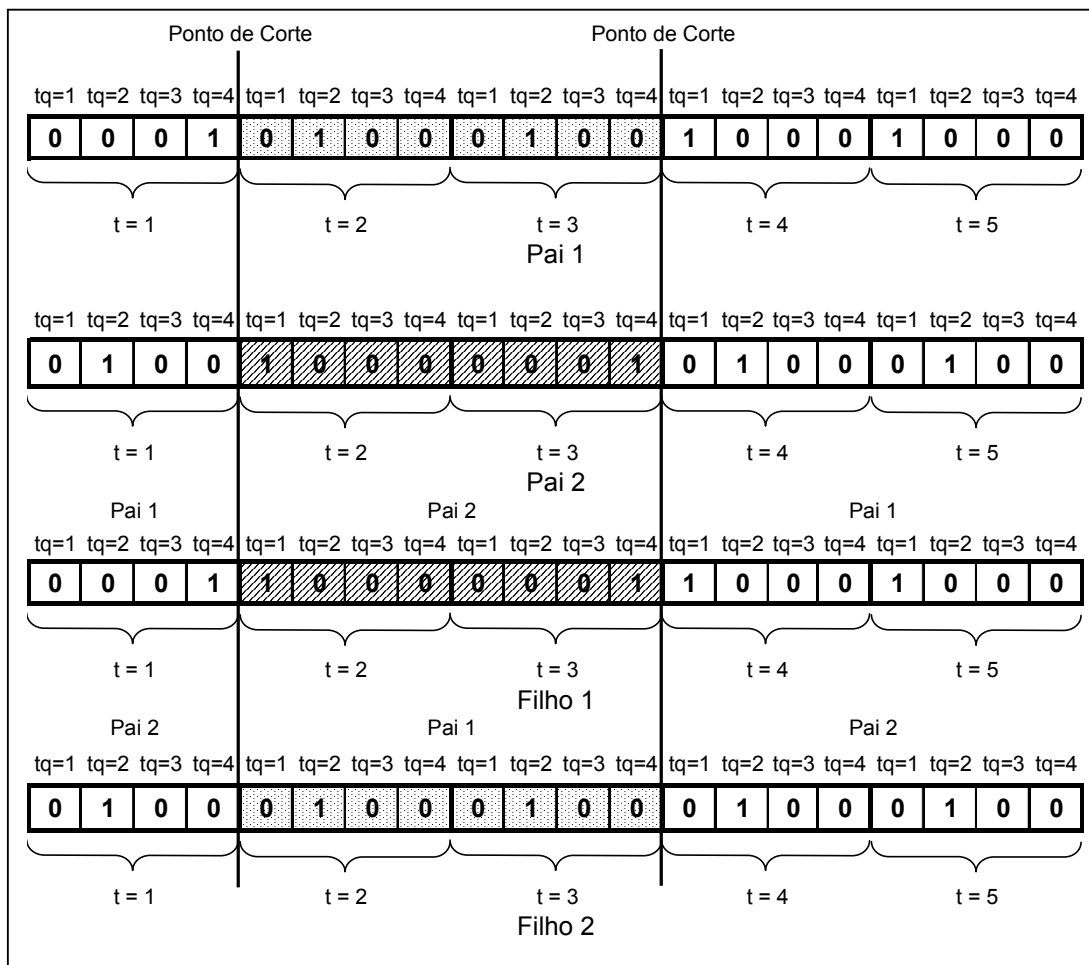 Ponto de Corte Ponto de Corte
tq=1 tq=2 tq=3 tq=4 tq=1 tq=2 tq=3 tq=4 tq=1 tq=2 tq=3 tq=4 tq=1 tq=2 tq=3 tq=4 tq=1 tq=2 tq=3 tq=4
0 0 0 1 0 1 0 0 0 1 0 0 1 0 0 0 1 0 0 0
t = 1 t = 2 t = 3 t = 4 t = 5
Pai 1
tq=1 tq=2 tq=3 tq=4 tq=1 tq=2 tq=3 tq=4 tq=1 tq=2 tq=3 tq=4 tq=1 tq=2 tq=3 tq=4 tq=1 tq=2 tq=3 tq=4
0 1 0 0 1 0 0 0 0 0 0 1 0 1 0 0 0 1 0 0
t = 1 t = 2 t = 3 t = 4 t = 5
Pai 2
Pai 1 Pai 2 Pai 1
tq=1 tq=2 tq=3 tq=4 tq=1 tq=2 tq=3 tq=4 tq=1 tq=2 tq=3 tq=4 tq=1 tq=2 tq=3 tq=4 tq=1 tq=2 tq=3 tq=4
0 0 0 1 1 0 0 0 0 0 0 1 1 0 0 0 1 0 0 0
t = 1 t = 2 t = 3 t = 4 t = 5
Filho 1
Pai 2 Pai 1 Pai 2
tq=1 tq=2 tq=3 tq=4 tq=1 tq=2 tq=3 tq=4 tq=1 tq=2 tq=3 tq=4 tq=1 tq=2 tq=3 tq=4 tq=1 tq=2 tq=3 tq=4
0 1 0 0 0 1 0 0 0 1 0 0 0 1 0 0 0 1 0 0
t = 1 t = 2 t = 3 t = 4 t = 5
Filho 2